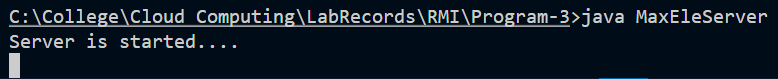 C:\College\Cloud Computing\LabRecords\RMI\Program-3>java MaxEleServer
Server is started....